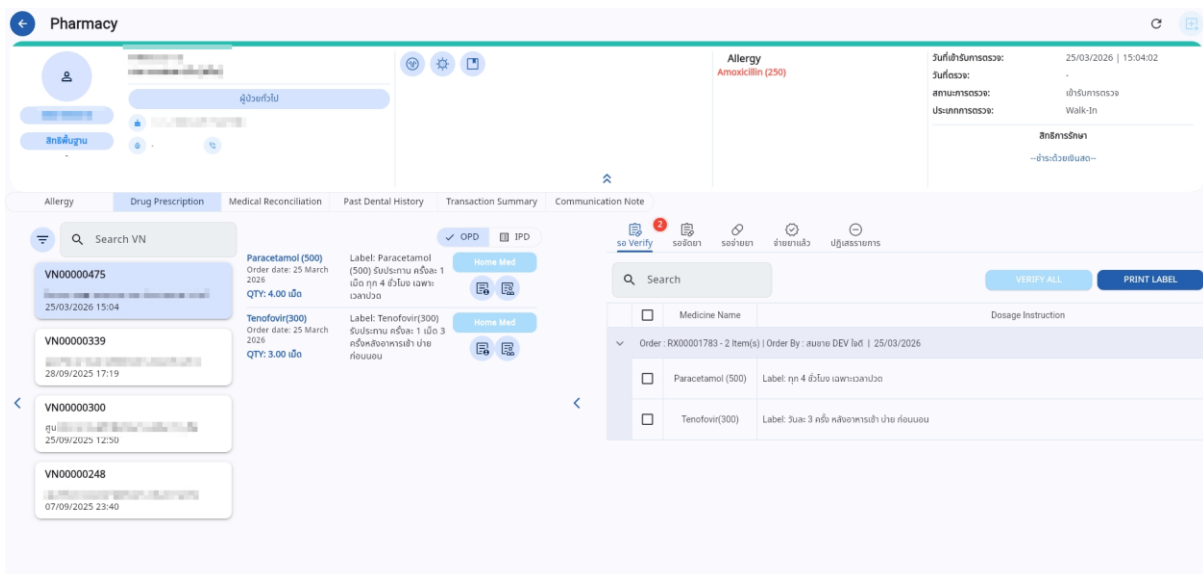 Pharmacy
ผู้ป่วยทั่วไป
สิทธิพื้นฐาน
-
-
Allergy
Amoxicillin (250)
วันที่เข้ารับการตรวจ: 25/03/2026 | 15:04:02
วันที่ตรวจ: -
สถานะการตรวจ: เข้ารับการตรวจ
ประเภทการตรวจ: Walk-In
สิทธิการรักษา
--ชำระด้วยเงินสด--
Allergy Drug Prescription Medical Reconciliation Past Dental History Transaction Summary Communication Note
Search VN
OPD IPD
VN00000475
25/03/2026 15:04
VN00000339
28/09/2025 17:19
VN00000300
ศูน
25/09/2025 12:50
VN00000248
07/09/2025 23:40
Paracetamol (500)
Order date: 25 March
2026
QTY: 4.00 เม็ด
Label: Paracetamol
(500) รับประทาน ครั้งละ 1
เม็ด ทุก 4 ชั่วโมง เฉพาะ
เวลาปวด
Home Med
Tenofovir(300)
Order date: 25 March
2026
QTY: 3.00 เม็ด
Label: Tenofovir(300)
รับประทาน ครั้งละ 1 เม็ด 3
ครั้งหลังอาหารเช้า บ่าย
ก่อนนอน
Home Med
2
รอ Verify รอจัดยา รอจ่ายยา จ่ายยาแล้ว ปฏิเสธรายการ
Search
VERIFY ALL PRINT LABEL
Medicine Name Dosage Instruction
Order : RX00001783 - 2 Item(s) | Order By : สมชาย DEV ใจดี | 25/03/2026
Paracetamol (500) Label: ทุก 4 ชั่วโมง เฉพาะเวลาปวด
Tenofovir(300) Label: วันละ 3 ครั้ง หลังอาหารเช้า บ่าย ก่อนนอน